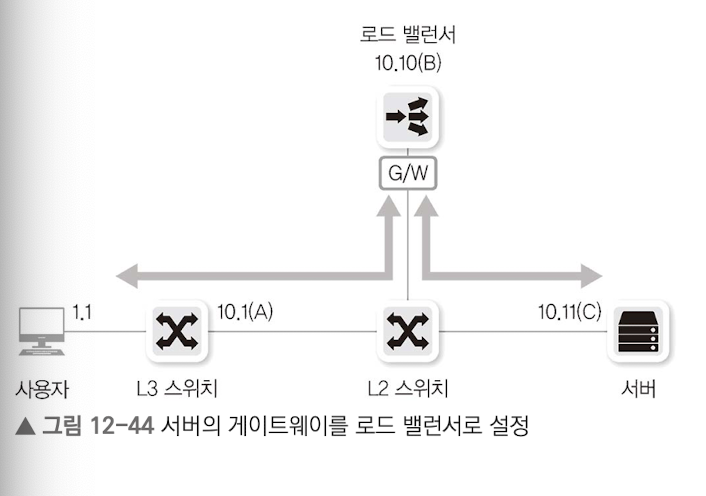 로드 밸런서
10.10(B)
G/W
1.1
10.1(A)
10.11(C)
사용자
L3 스위치
L2 스위치
서버
▲ 그림 12-44 서버의 게이트웨이를 로드 밸런서로 설정